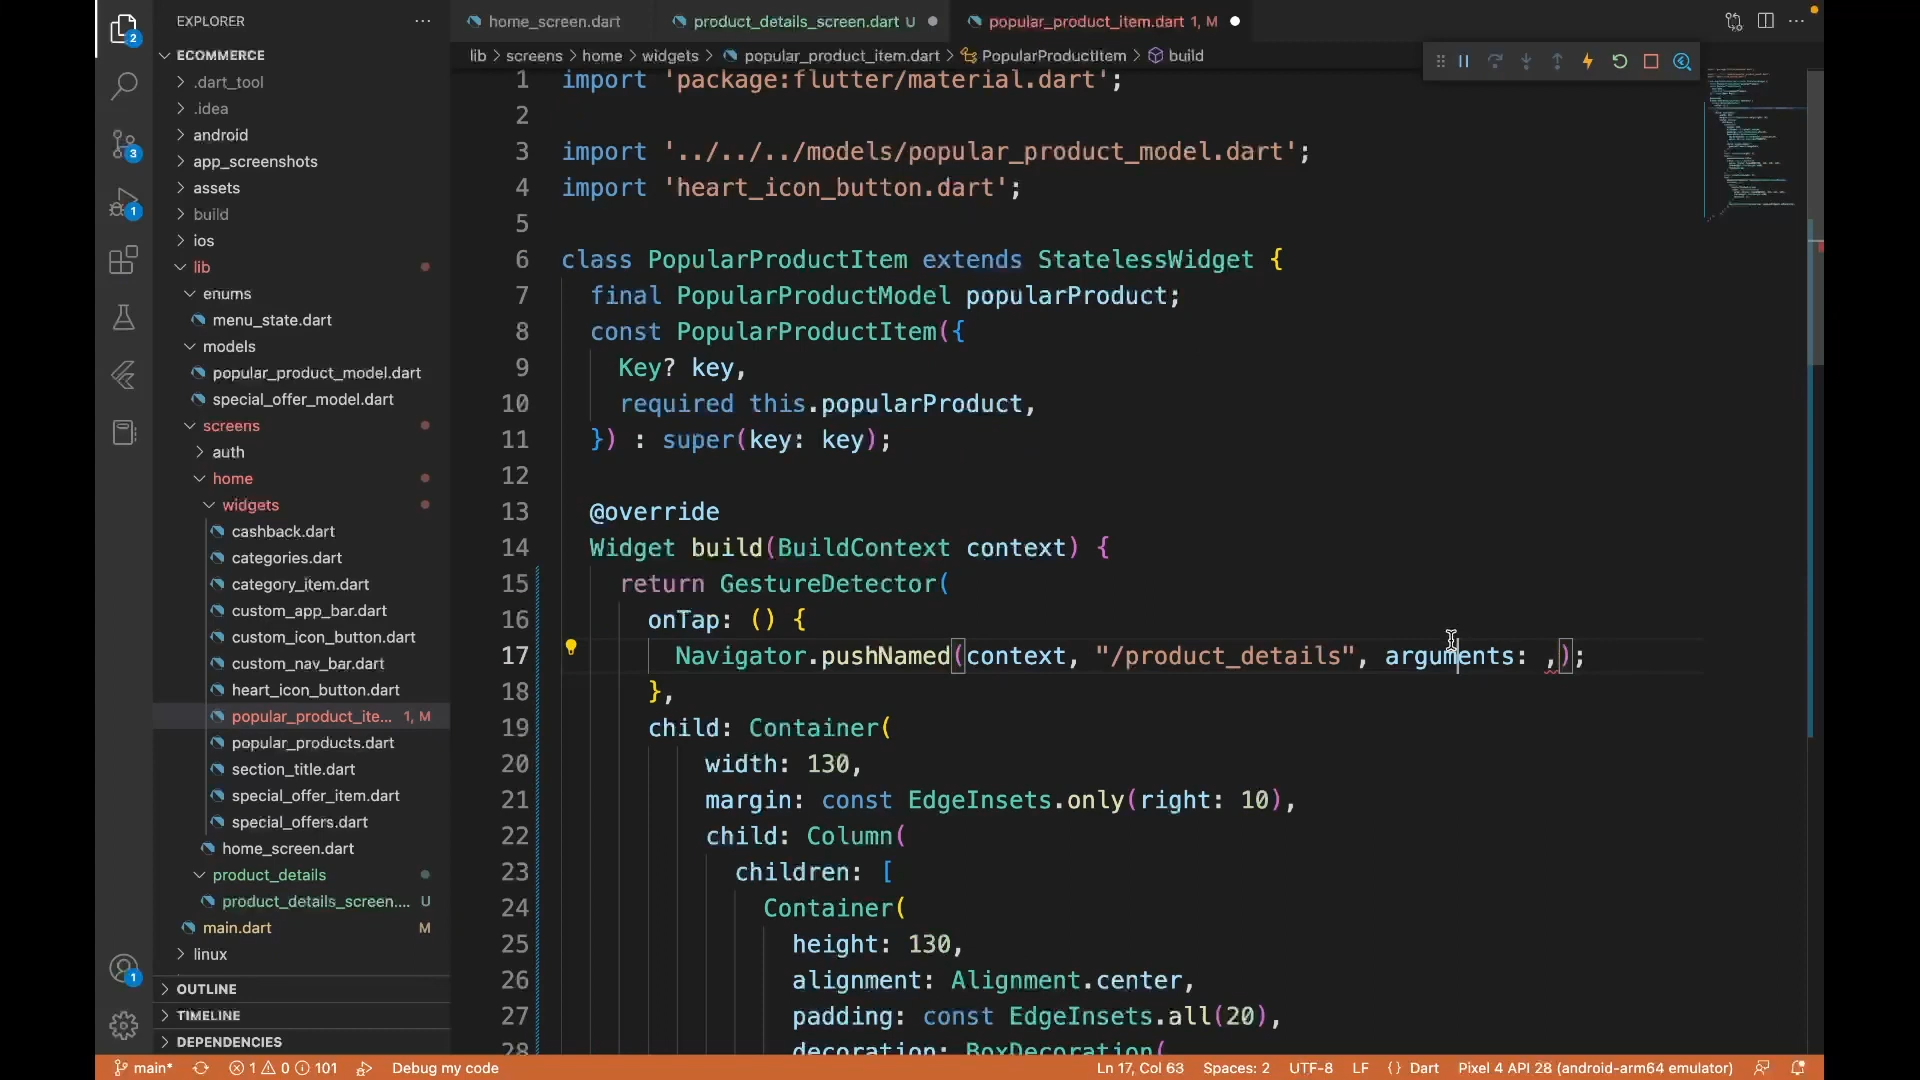 EXPLORER
ECOMMERCE
.dart_tool
.idea
android
app_screenshots
assets
build
ios
lib
enums
menu_state.dart
models
popular_product_model.dart
special_offer_model.dart
screens
auth
home
widgets
cashback.dart
categories.dart
category_item.dart
custom_app_bar.dart
custom_icon_button.dart
custom_nav_bar.dart
heart_icon_button.dart
popular_product_ite... 1, M
popular_products.dart
section_title.dart
special_offer_item.dart
special_offers.dart
home_screen.dart
product_details
product_details_screen.... U
main.dart M
linux
OUTLINE
TIMELINE
DEPENDENCIES
2
3
1
1
home_screen.dart product_details_screen.dart U popular_product_item.dart 1, M
lib > screens > home > widgets > popular_product_item.dart > PopularProductItem > build
1 import 'package:flutter/material.dart';
2
3 import '../../../models/popular_product_model.dart';
4 import 'heart_icon_button.dart';
5
6 class PopularProductItem extends StatelessWidget {
7 final PopularProductModel popularProduct;
8 const PopularProductItem({
9 Key? key,
10 required this.popularProduct,
11 }) : super(key: key);
12
13 @override
14 Widget build(BuildContext context) {
15 return GestureDetector(
16 onTap: () {
17 Navigator.pushNamed(context, "/product_details", arguments: ,);
18 },
19 child: Container(
20 width: 130,
21 margin: const EdgeInsets.only(right: 10),
22 child: Column(
23 children: [
24 Container(
25 height: 130,
26 alignment: Alignment.center,
27 padding: const EdgeInsets.all(20),
28 decoration: BoxDecoration(
main* 1 0 101 Debug my code Ln 17, Col 63 Spaces: 2 UTF-8 LF {} Dart Pixel 4 API 28 (android-arm64 emulator)